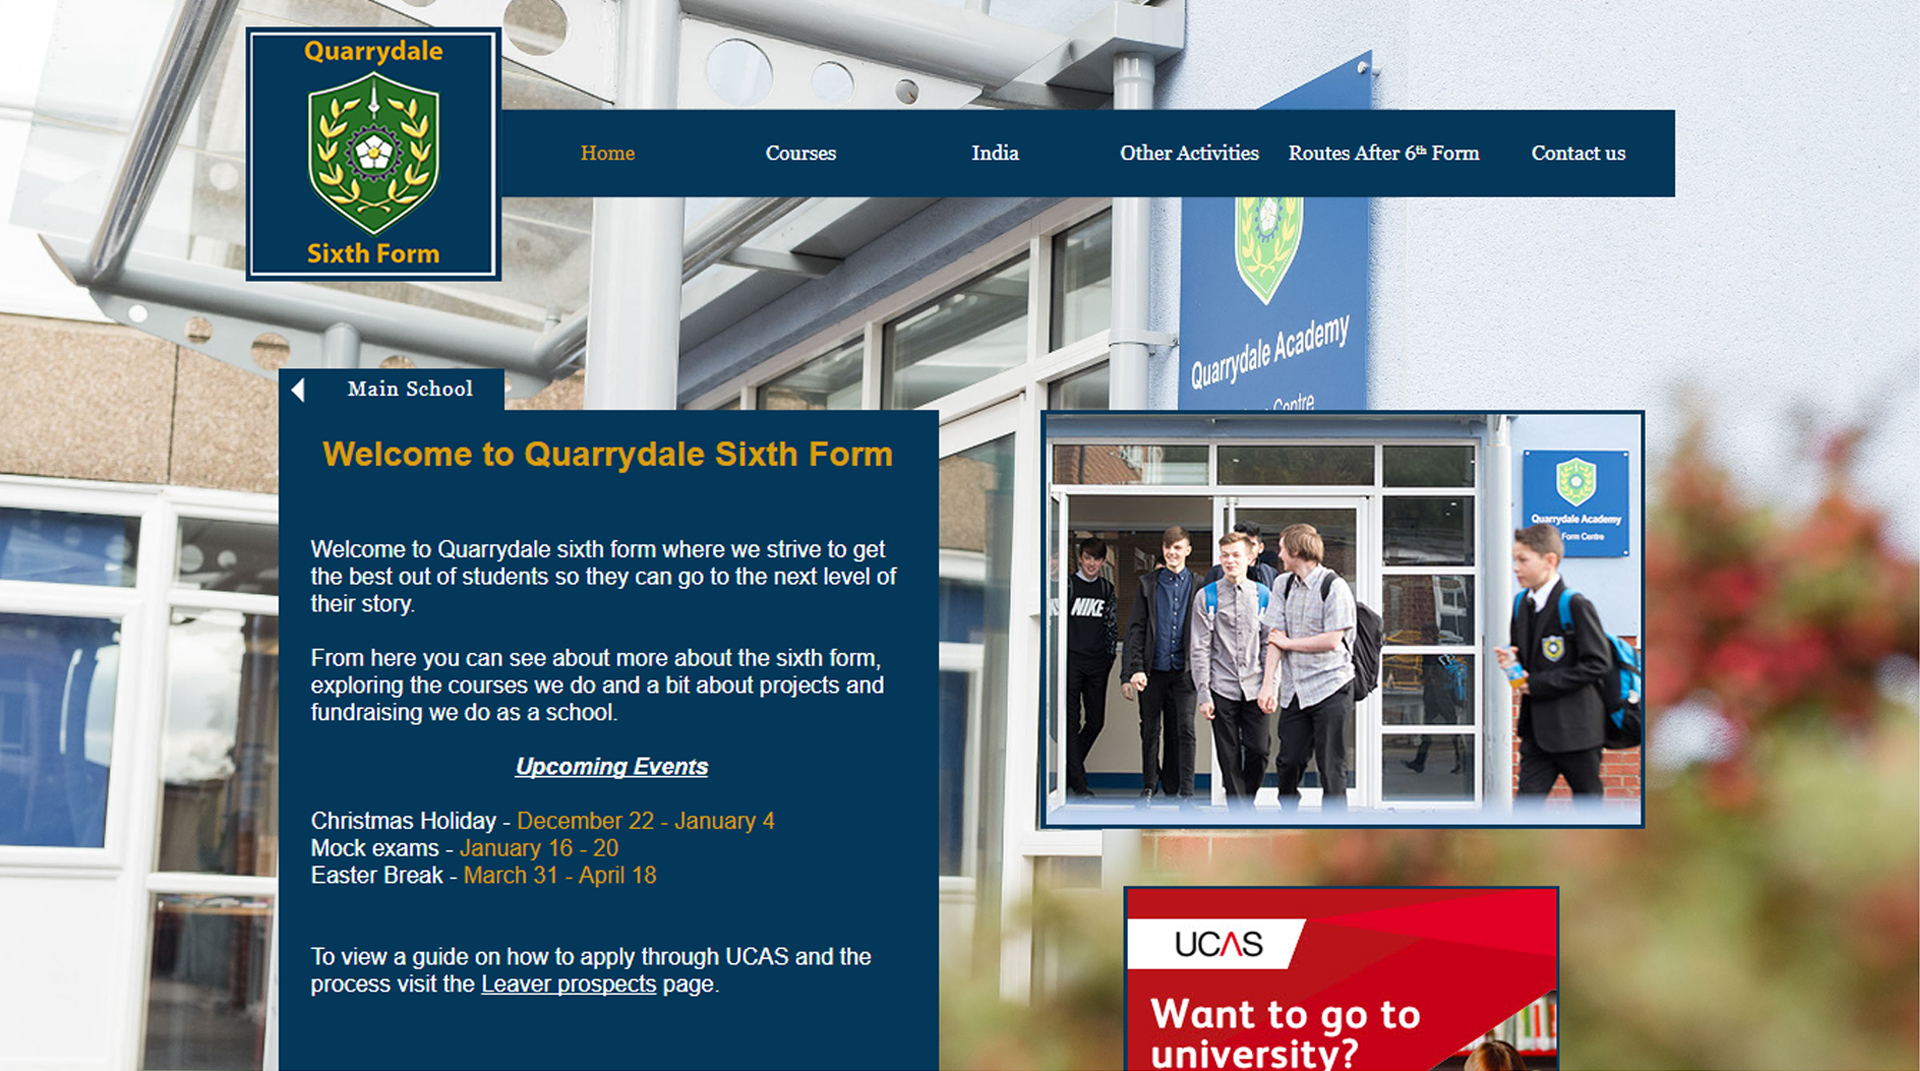 Quarrydale
Sixth Form
Home
Courses
India
Other Activities
Routes After 6th Form
Contact us
Quarrydale Academy
Centre
Main School
Welcome to Quarrydale Sixth Form
Welcome to Quarrydale sixth form where we strive to get
the best out of students so they can go to the next level of
their story.
From here you can see about more about the sixth form,
exploring the courses we do and a bit about projects and
fundraising we do as a school.
Upcoming Events
Christmas Holiday - December 22 - January 4
Mock exams - January 16 - 20
Easter Break - March 31 - April 18
To view a guide on how to apply through UCAS and the
process visit the Leaver prospects page.
Quarrydale Academy
Form Centre
NIKE
UCAS
Want to go to
university?